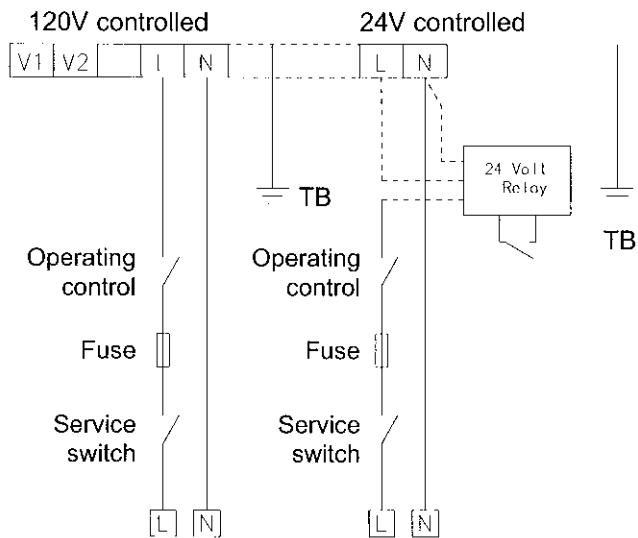 120V controlled
24V controlled
V1 V2 L N
L N
24 Volt
Relay
TB
TB
Operating
control
Operating
control
Fuse
Fuse
Service
switch
Service
switch
L N
L N